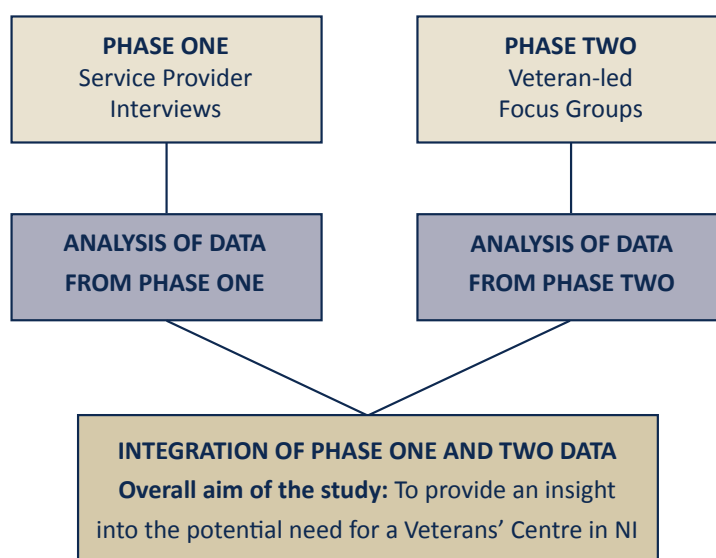 PHASE ONE
Service Provider
Interviews
PHASE TWO
Veteran-led
Focus Groups
ANALYSIS OF DATA
FROM PHASE ONE
ANALYSIS OF DATA
FROM PHASE TWO
INTEGRATION OF PHASE ONE AND TWO DATA
Overall aim of the study: To provide an insight
into the potential need for a Veterans’ Centre in NI